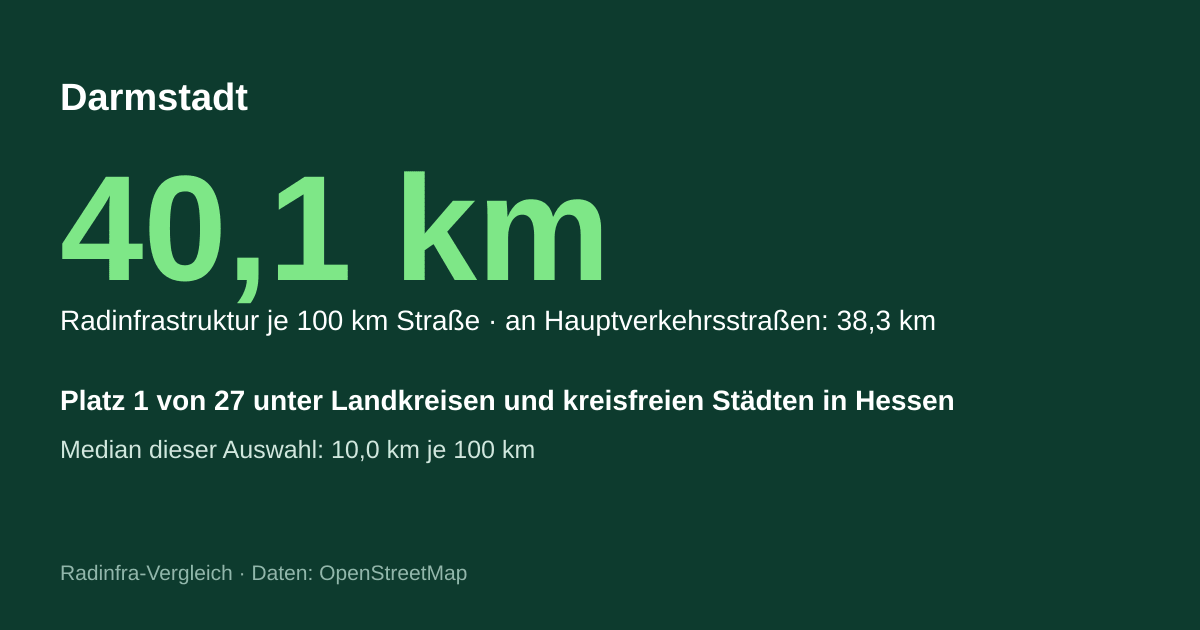 Darmstadt
40,1 km
Radinfrastruktur je 100 km Straße · an Hauptverkehrsstraßen: 38,3 km
Platz 1 von 27 unter Landkreisen und kreisfreien Städten in Hessen
Median dieser Auswahl: 10,0 km je 100 km
Radinfra-Vergleich · Daten: OpenStreetMap